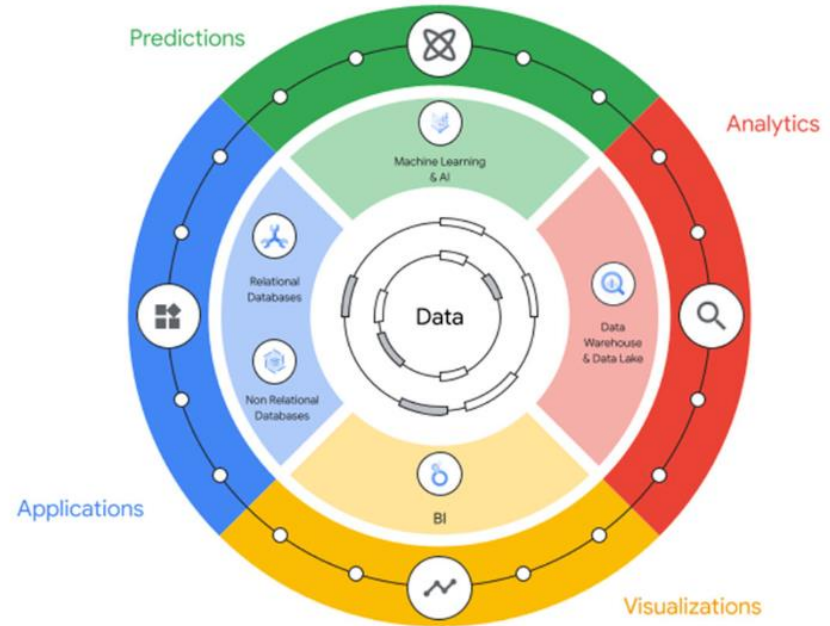 Predictions
Analytics
Machine Learning
& AI
Relational
Databases
Data
Data
Warehouse
& Data Lake
Non Relational
Databases
Applications
BI
Visualizations